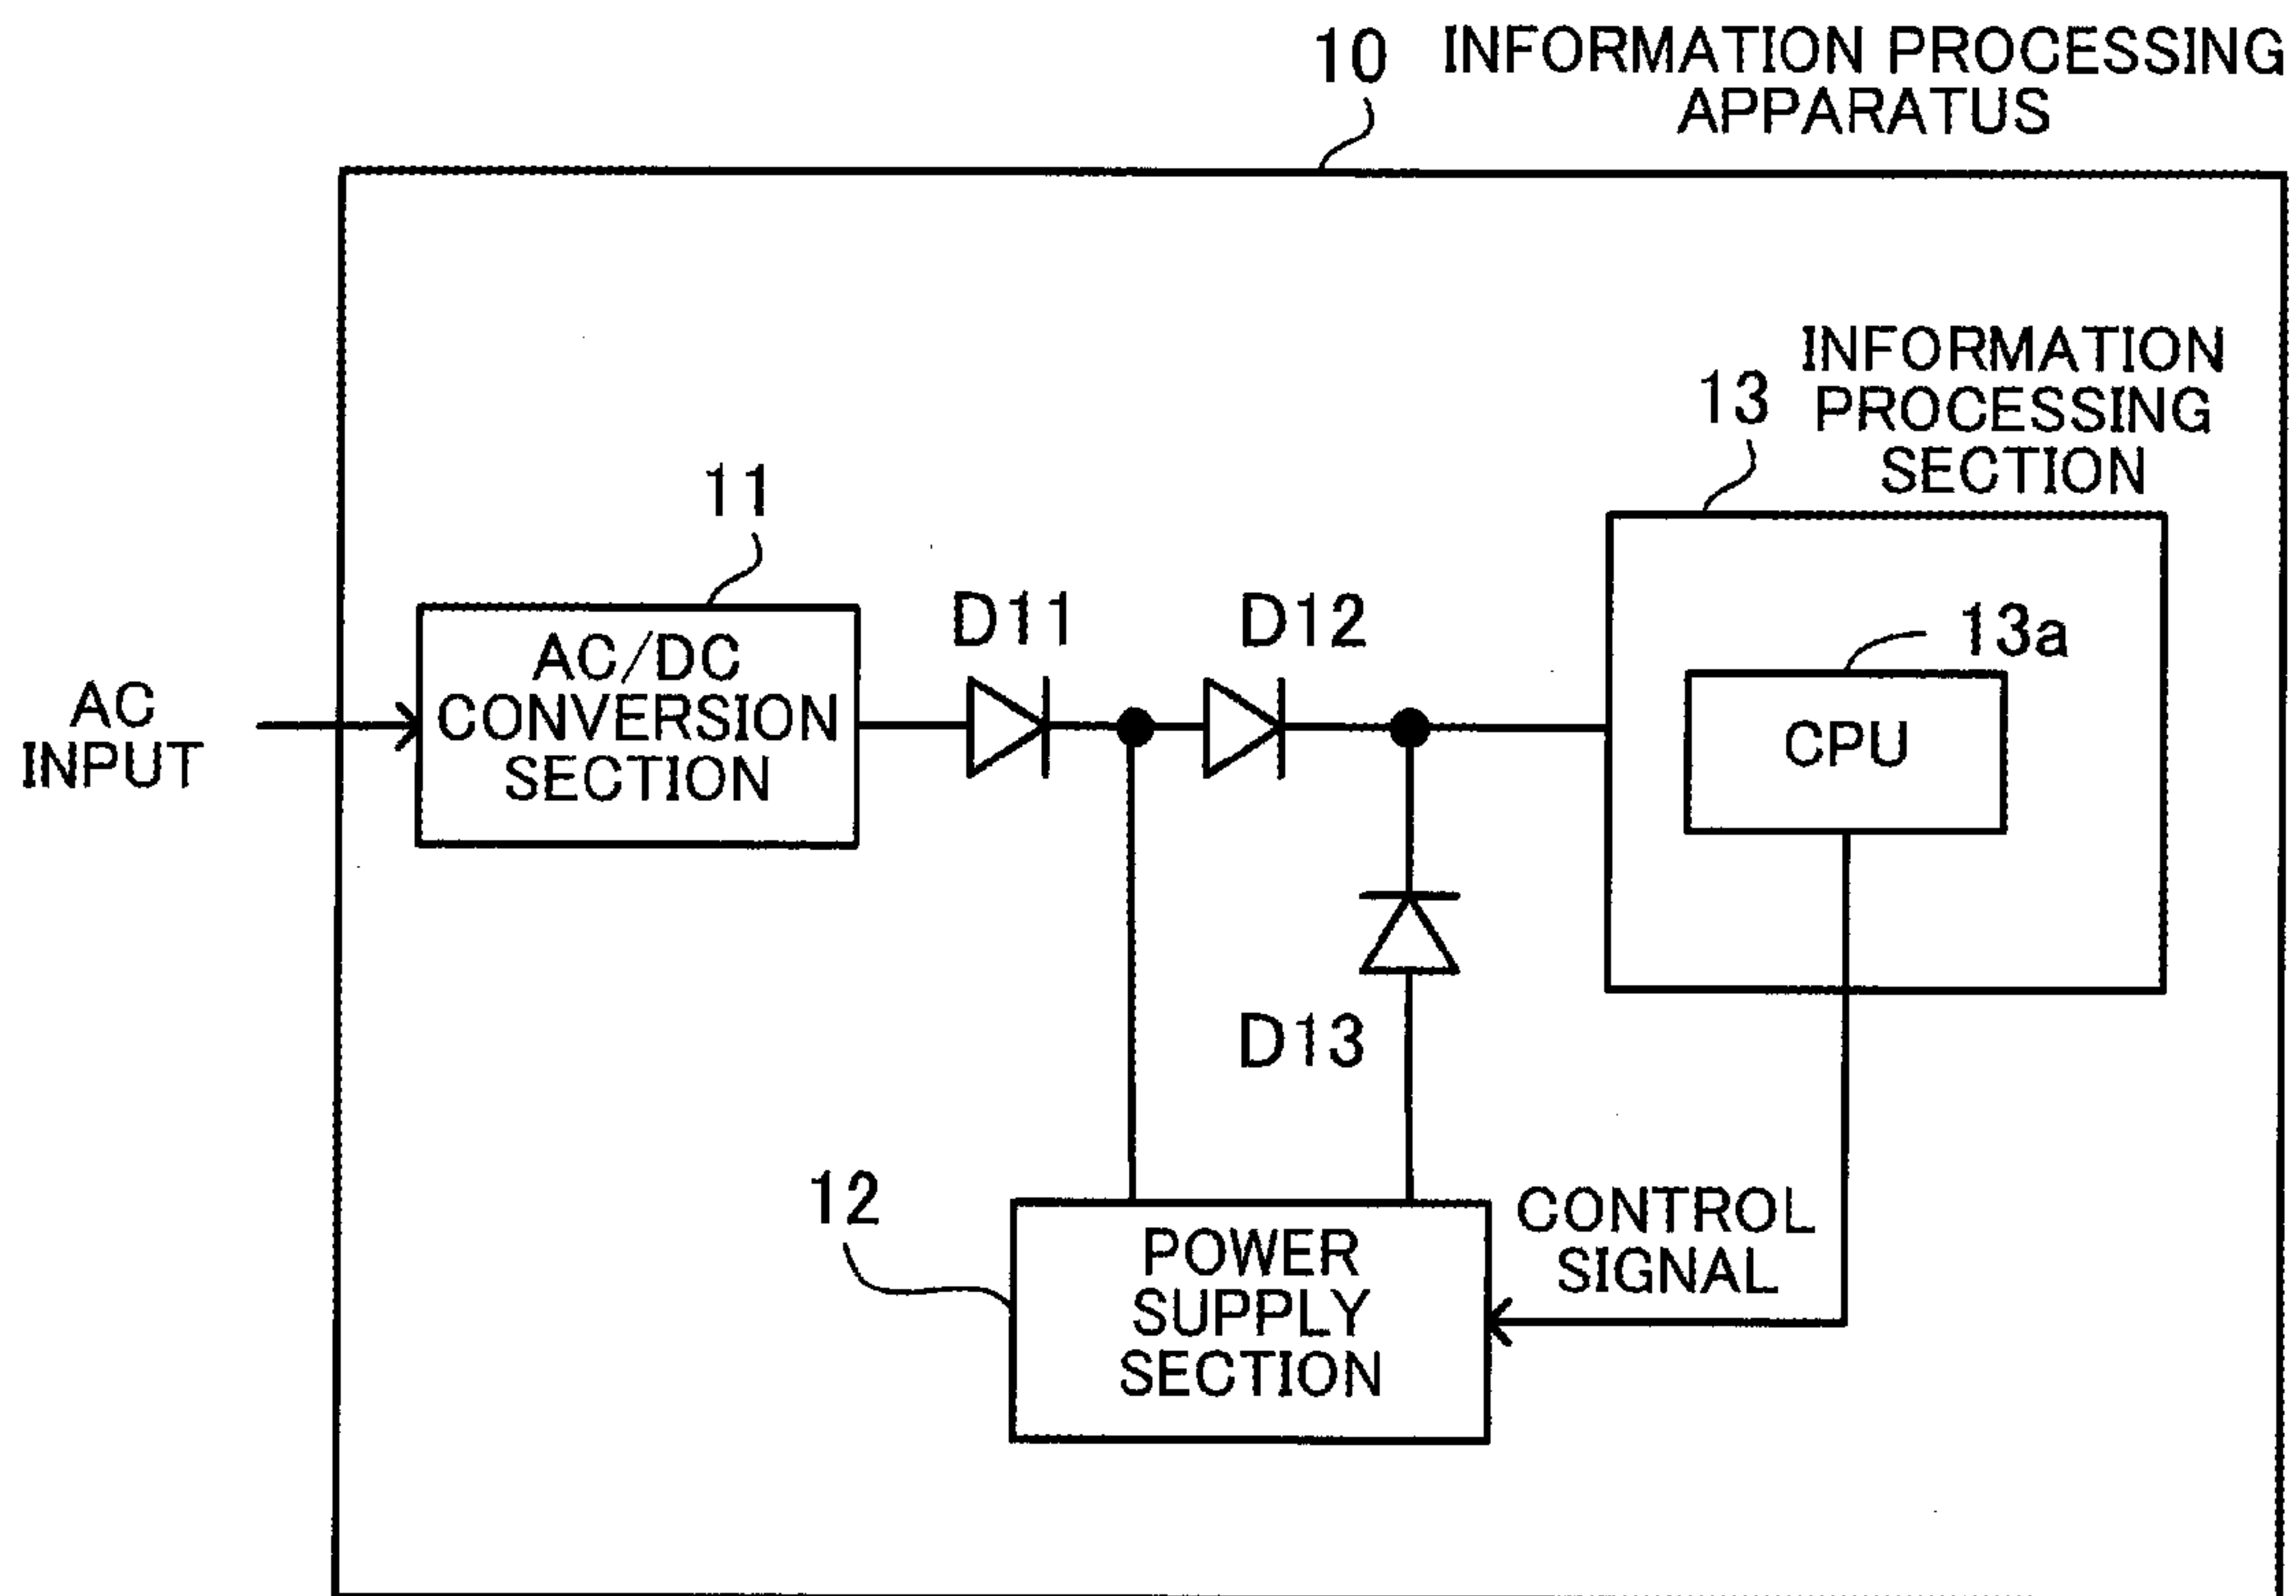 10 INFORMATION PROCESSING
APPARATUS
INFORMATION
13 PROCESSING
SECTION
11
D11
D12
13a
AC/DC
CONVERSION
SECTION
AC
INPUT
CPU
D13
12
CONTROL
SIGNAL
POWER
SUPPLY
SECTION